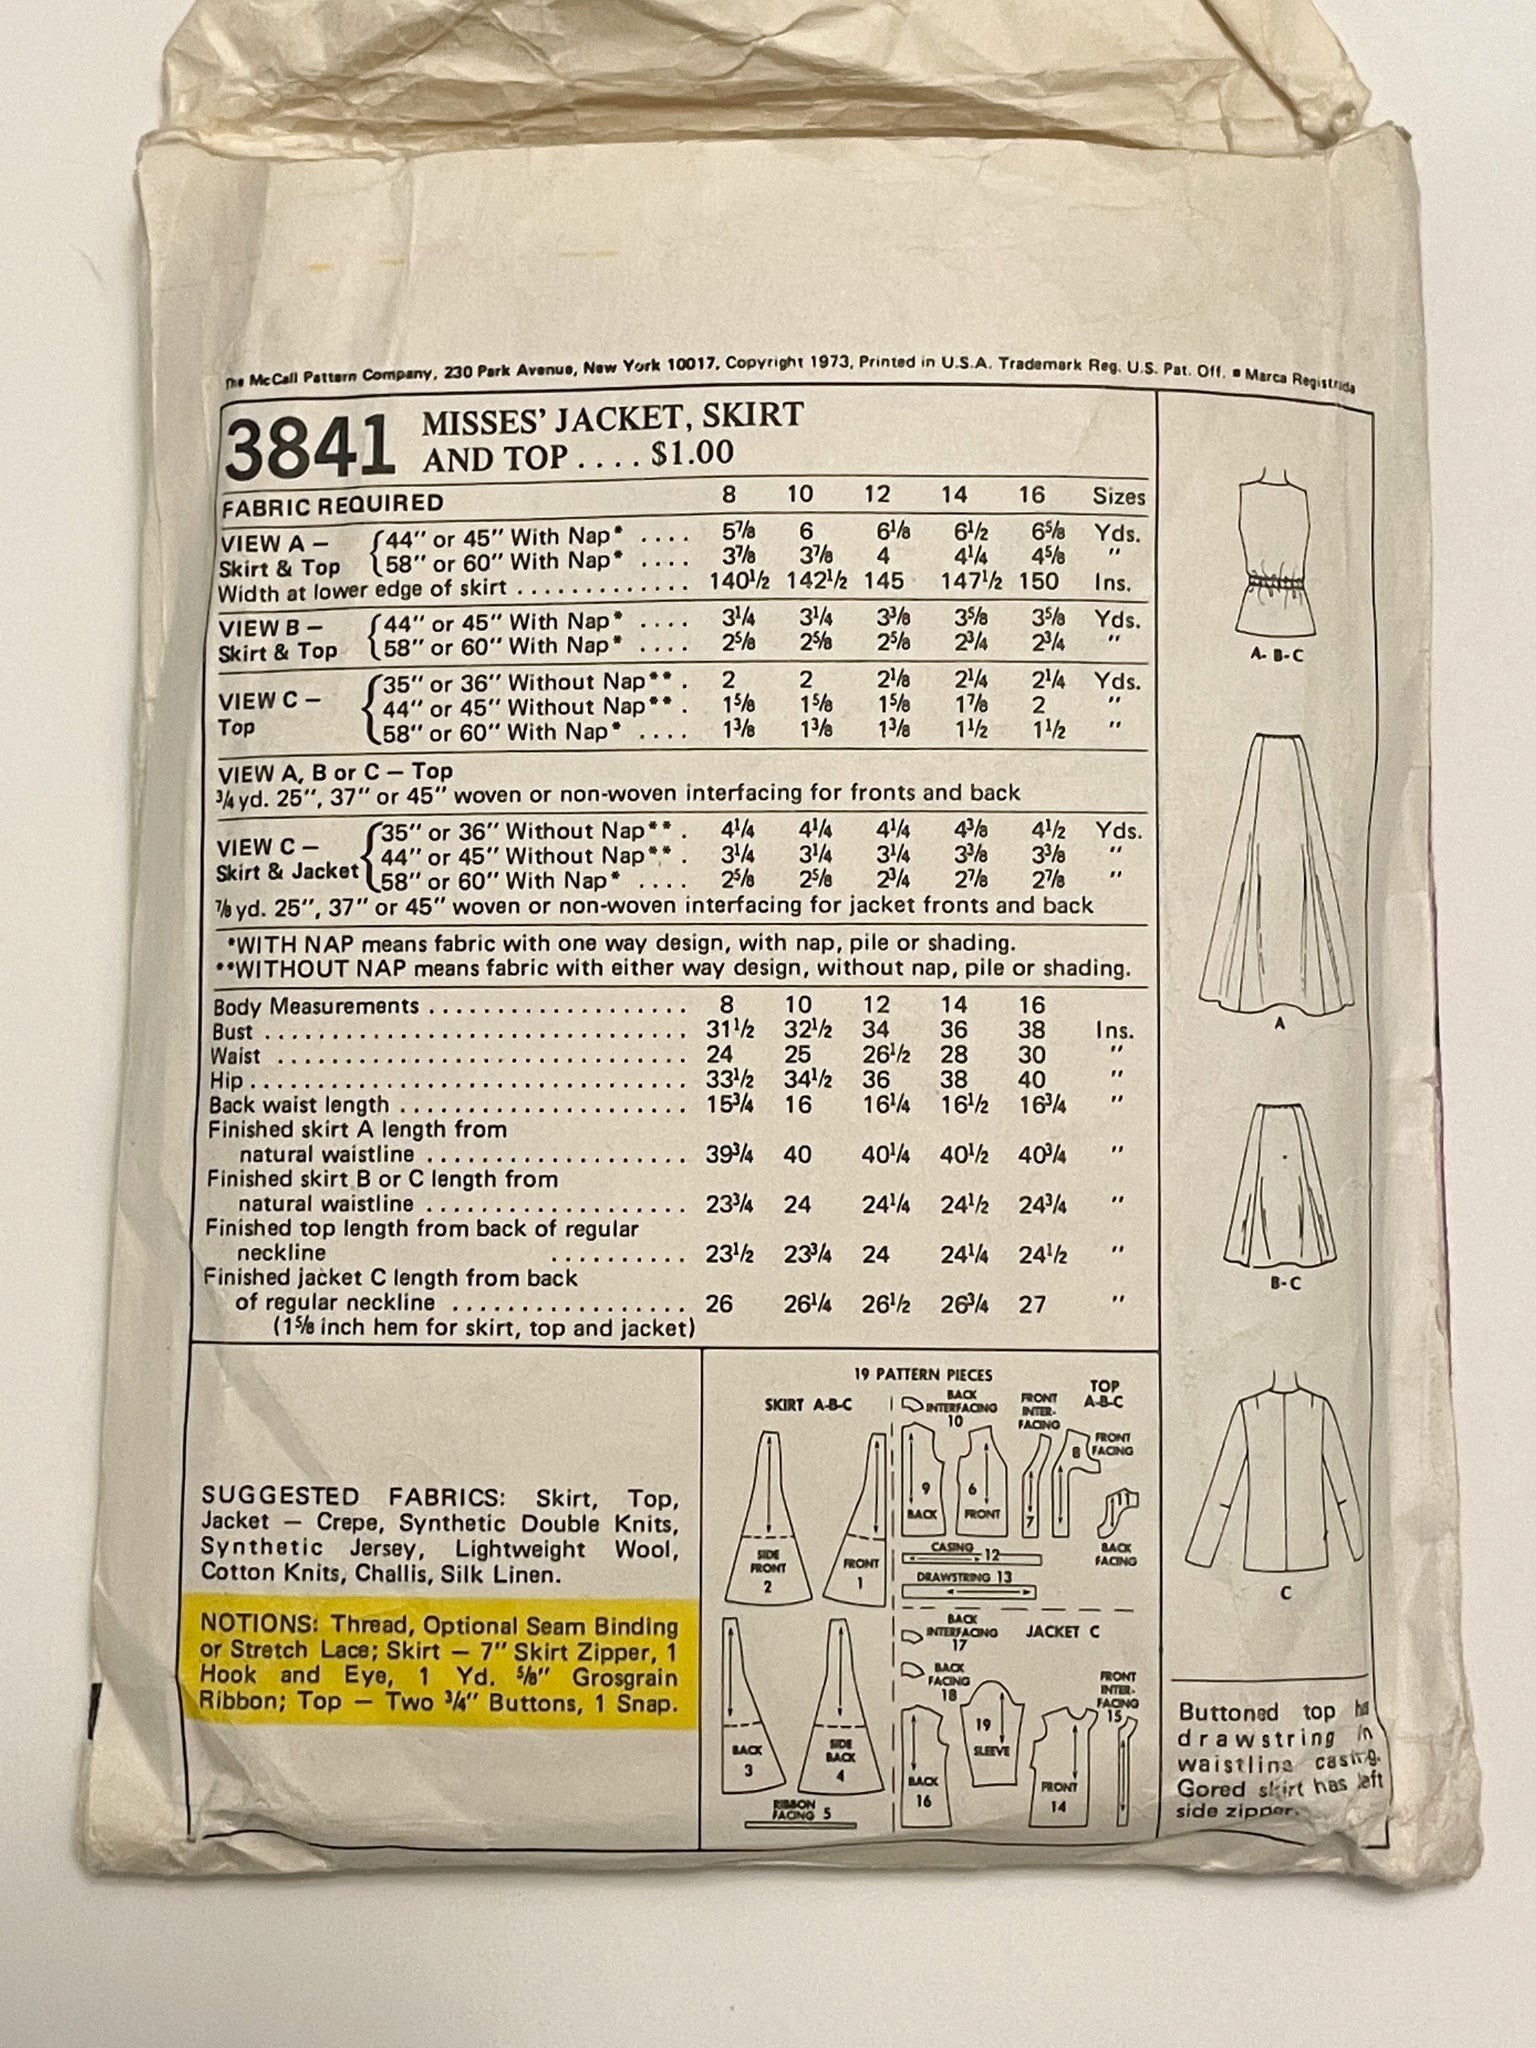 The McCall Pattern Company, 230 Park Avenue, New York 10017, Copyright 1973, Printed in U.S.A. Trademark Reg. U.S. Pat. Off. ■ Marca Registrada
3841 MISSES' JACKET, SKIRT
AND TOP .... $1.00
FABRIC REQUIRED 8 10 12 14 16 Sizes
VIEW A – Skirt & Top
44" or 45" With Nap* .... 5⅞ 6 6⅛ 6½ 6⅝ Yds.
58" or 60" With Nap* .... 3⅞ 3⅞ 4 4¼ 4⅝ "
Width at lower edge of skirt ............. 140½ 142½ 145 147½ 150 Ins.
VIEW B – Skirt & Top
44" or 45" With Nap* .... 3¼ 3¼ 3⅜ 3⅝ 3⅝ Yds.
58" or 60" With Nap* .... 2⅝ 2⅝ 2⅝ 2¾ 2¾ "
VIEW C – Top
35" or 36" Without Nap** . 2 2 2⅛ 2¼ 2¼ Yds.
44" or 45" Without Nap** . 1⅝ 1⅝ 1⅝ 1⅞ 2 "
58" or 60" With Nap* .... 1⅜ 1⅜ 1⅜ 1½ 1½ "
VIEW A, B or C – Top
¾ yd. 25", 37" or 45" woven or non-woven interfacing for fronts and back
VIEW C – Skirt & Jacket
35" or 36" Without Nap** . 4¼ 4¼ 4¼ 4⅜ 4½ Yds.
44" or 45" Without Nap** . 3¼ 3¼ 3¼ 3⅜ 3⅜ "
58" or 60" With Nap* .... 2⅝ 2⅝ 2¾ 2⅞ 2⅞ "
⅞ yd. 25", 37" or 45" woven or non-woven interfacing for jacket fronts and back
*WITH NAP means fabric with one way design, with nap, pile or shading.
**WITHOUT NAP means fabric with either way design, without nap, pile or shading.
Body Measurements .................... 8 10 12 14 16
Bust ................................. 31½ 32½ 34 36 38 Ins.
Waist ................................ 24 25 26½ 28 30 "
Hip .................................. 33½ 34½ 36 38 40 "
Back waist length ...................... 15¾ 16 16¼ 16½ 16¾ "
Finished skirt A length from
natural waistline .................... 39¾ 40 40¼ 40½ 40¾ "
Finished skirt B or C length from
natural waistline .................... 23¾ 24 24¼ 24½ 24¾ "
Finished top length from back of regular
neckline .......... 23½ 23¾ 24 24¼ 24½ "
Finished jacket C length from back
of regular neckline .................. 26 26¼ 26½ 26¾ 27 "
(1⅝ inch hem for skirt, top and jacket)
SUGGESTED FABRICS: Skirt, Top,
Jacket – Crepe, Synthetic Double Knits,
Synthetic Jersey, Lightweight Wool,
Cotton Knits, Challis, Silk Linen.
NOTIONS: Thread, Optional Seam Binding
or Stretch Lace; Skirt – 7" Skirt Zipper, 1
Hook and Eye, 1 Yd. ⅝" Grosgrain
Ribbon; Top – Two ¾" Buttons, 1 Snap.
19 PATTERN PIECES
SKIRT A-B-C
SIDE
FRONT
2
FRONT
1
BACK
3
SIDE
BACK
4
RIBBON
FACING 5
TOP
A-B-C
BACK
INTERFACING
10
FRONT
INTER-
FACING
7
8
FRONT
FACING
9
BACK
6
FRONT
BACK
FACING
CASING
12
DRAWSTRING 13
JACKET C
BACK
INTERFACING
17
BACK
FACING
18
FRONT
INTER-
FACING
15
19
SLEEVE
BACK
16
FRONT
14
A-B-C
A
B-C
C
Buttoned top has
drawstring in
waistline casing.
Gored skirt has left
side zipper.